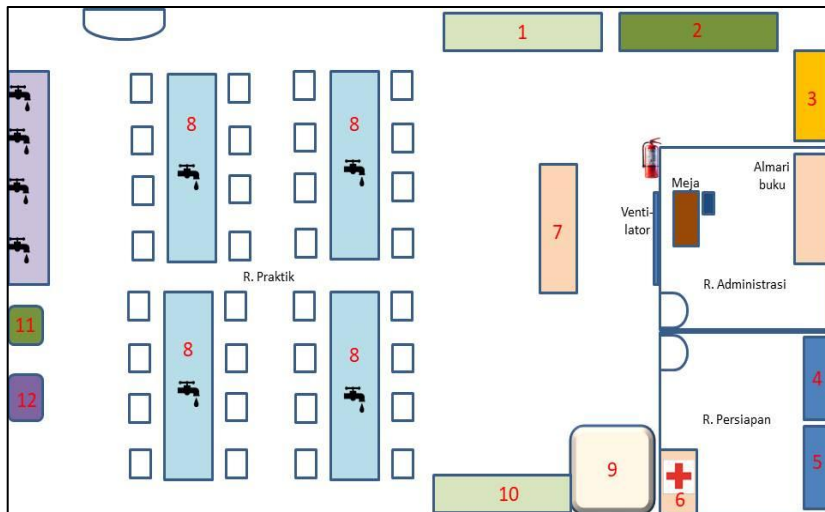 1
2
3
8
8
Almari
buku
Meja
Venti-
lator
7
R. Praktik
R. Administrasi
11
8
8
4
12
R. Persiapan
9
5
10
6